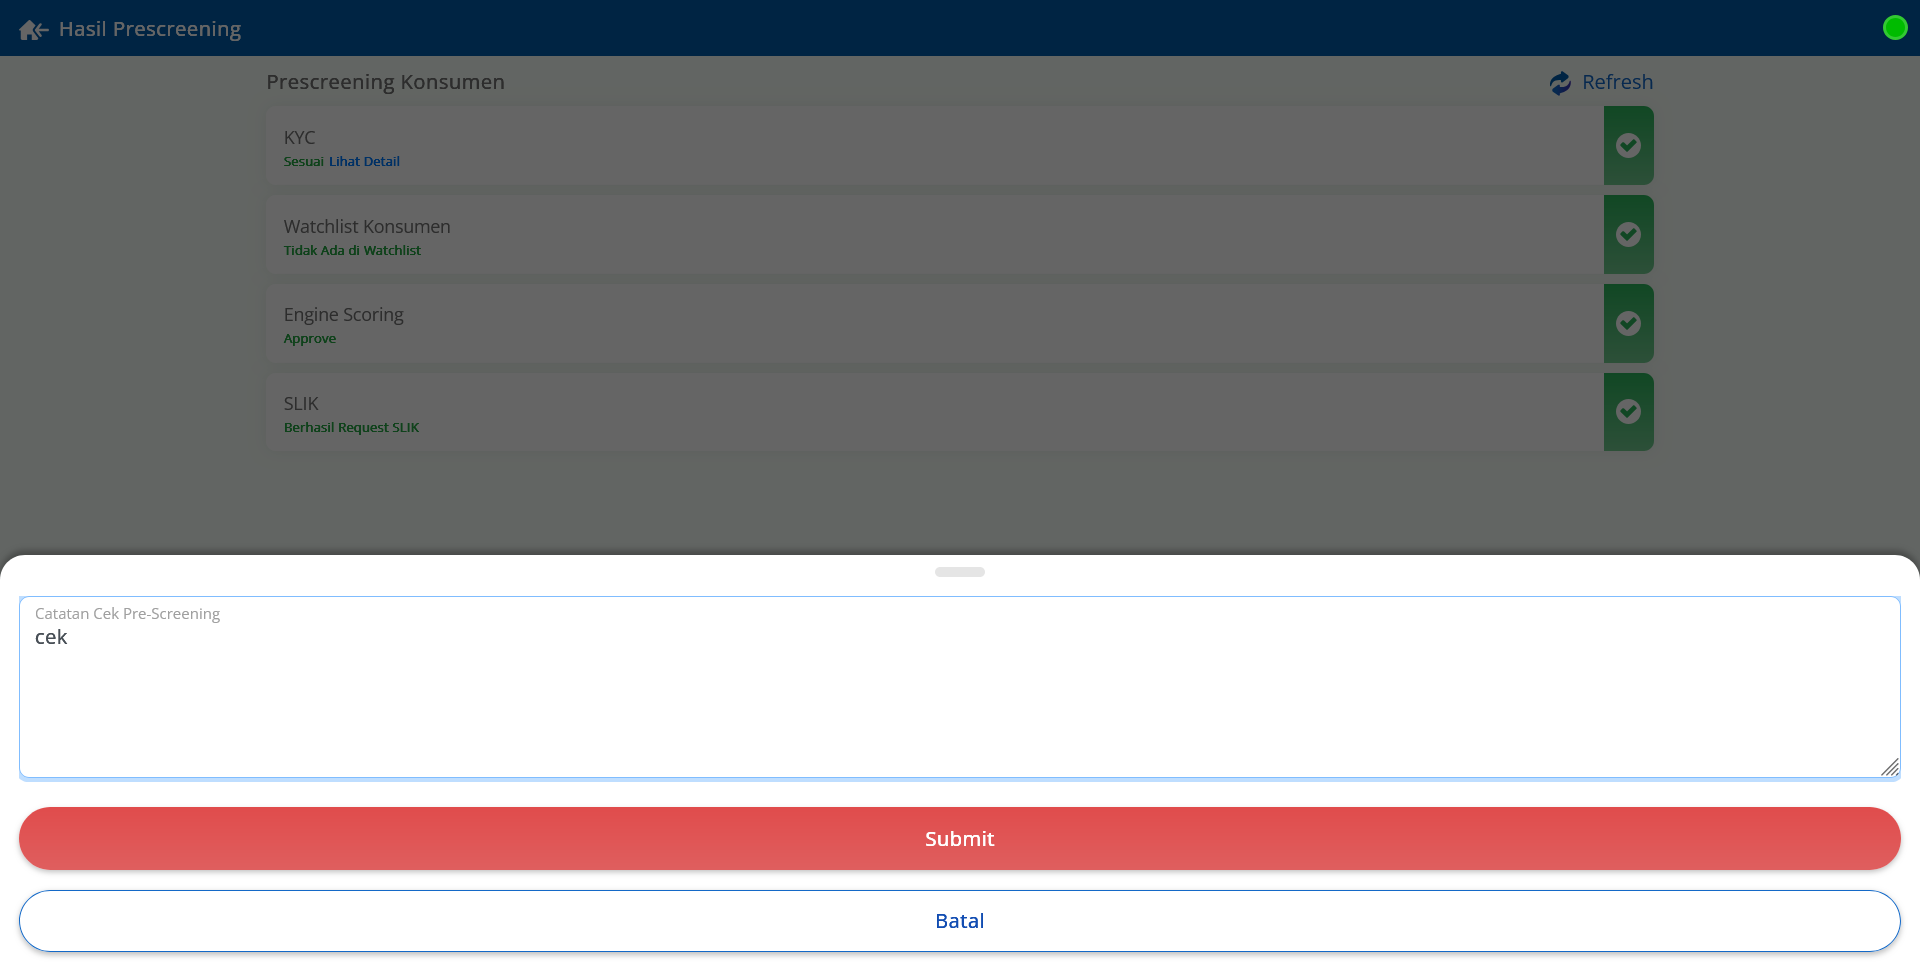 Hasil Prescreening
Prescreening Konsumen
Refresh
KYC
Sesuai Lihat Detail
Watchlist Konsumen
Tidak Ada di Watchlist
Engine Scoring
Approve
SLIK
Berhasil Request SLIK
Catatan Cek Pre-Screening
cek
Submit
Batal